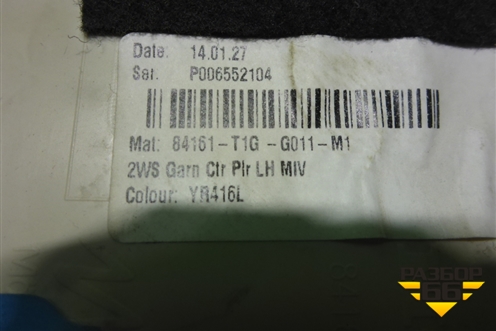 Date: 14.01.27
Ser: P006552104
Mat: 84161-T1G -G011-M1
2WS Garn Ctr Plr LH MIV
Colour: YR416L
РАЗБОР
66